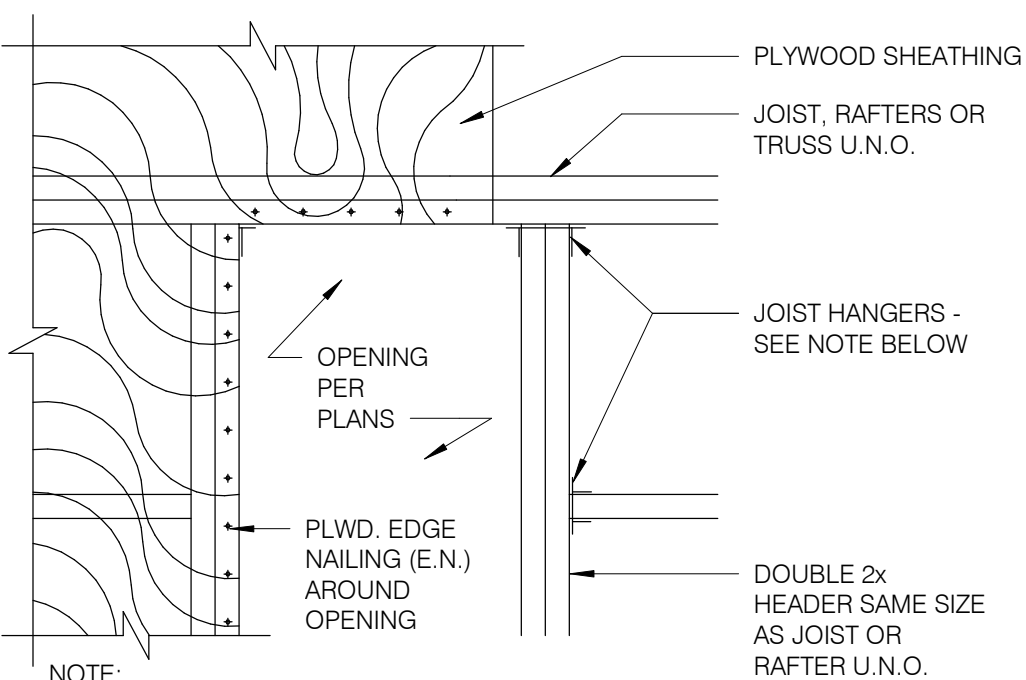 PLYWOOD SHEATHING
JOIST, RAFTERS OR
TRUSS U.N.O.
JOIST HANGERS -
SEE NOTE BELOW
OPENING
PER
PLANS
PLWD. EDGE
NAILING (E.N.)
AROUND
OPENING
DOUBLE 2x
HEADER SAME SIZE
AS JOIST OR
RAFTER U.N.O.
NOTE: